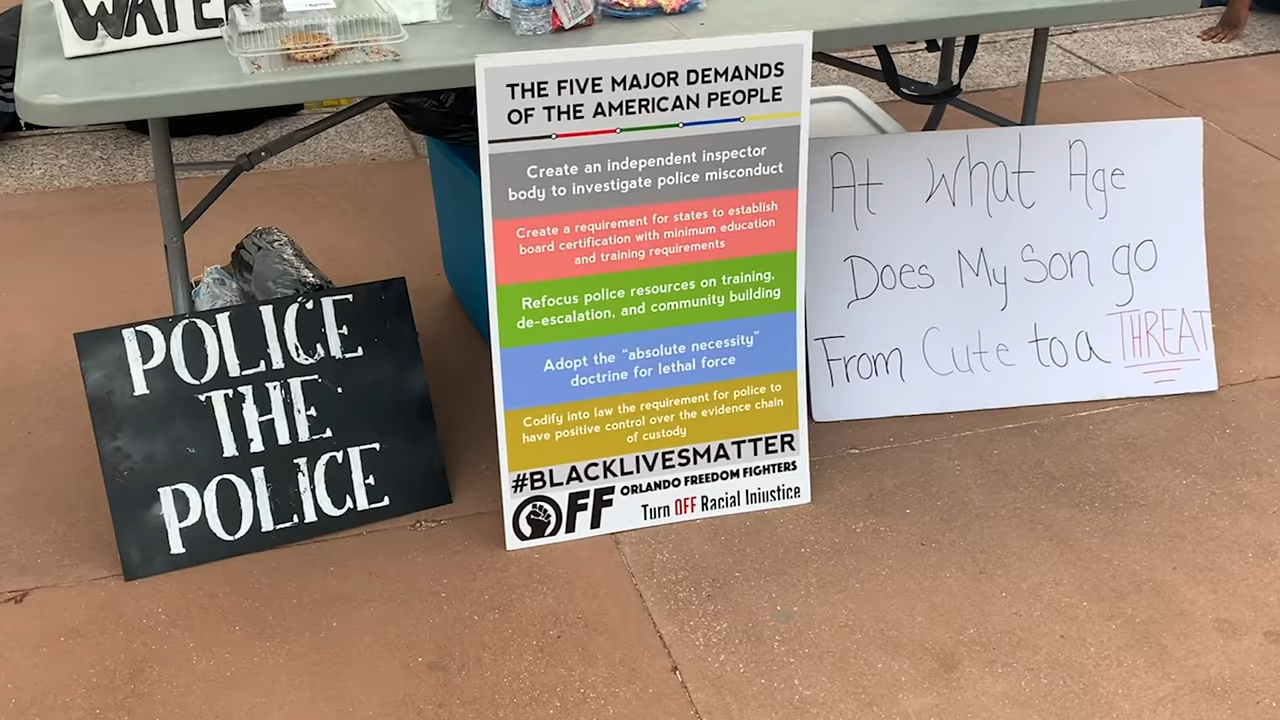 WATER
POLICE
THE
POLICE
THE FIVE MAJOR DEMANDS
OF THE AMERICAN PEOPLE
Create an independent inspector
body to investigate police misconduct
Create a requirement for states to establish
board certification with minimum education
and training requirements
Refocus police resources on training,
de-escalation, and community building
Adopt the "absolute necessity"
doctrine for lethal force
Codify into law the requirement for police to
have positive control over the evidence chain
of custody
#BLACKLIVESMATTER
OFF ORLANDO FREEDOM FIGHTERS
Turn OFF Racial Injustice
At What Age
Does My Son go
From Cute to a THREAT